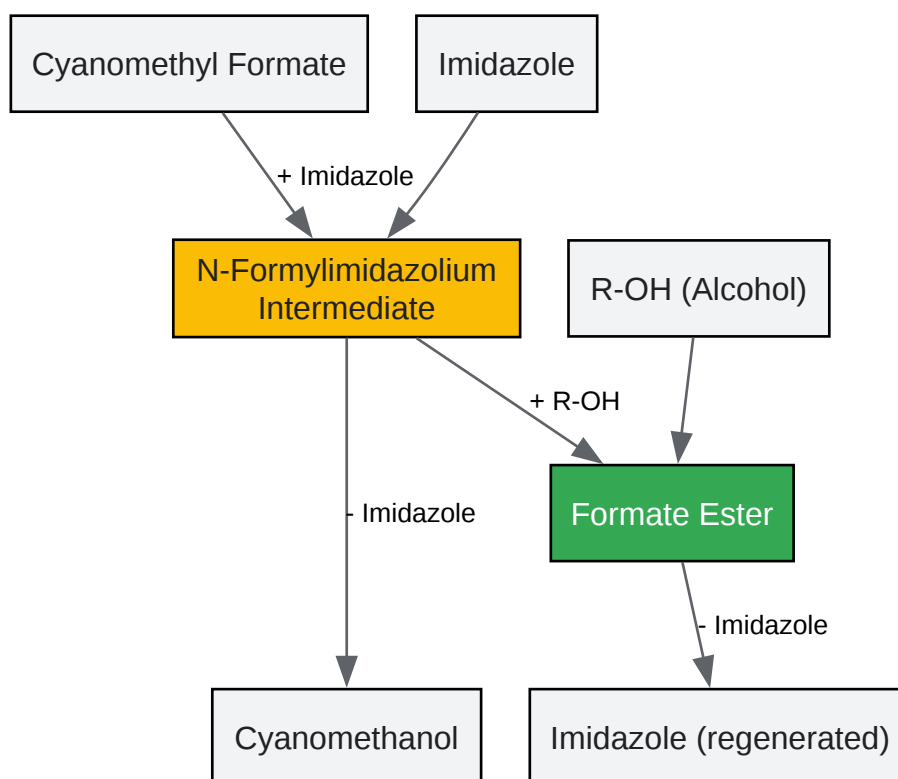 Cyanomethyl Formate
Imidazole
+ Imidazole
N-Formylimidazolium
Intermediate
R-OH (Alcohol)
+ R-OH
- Imidazole
Formate Ester
- Imidazole
Cyanomethanol
Imidazole (regenerated)